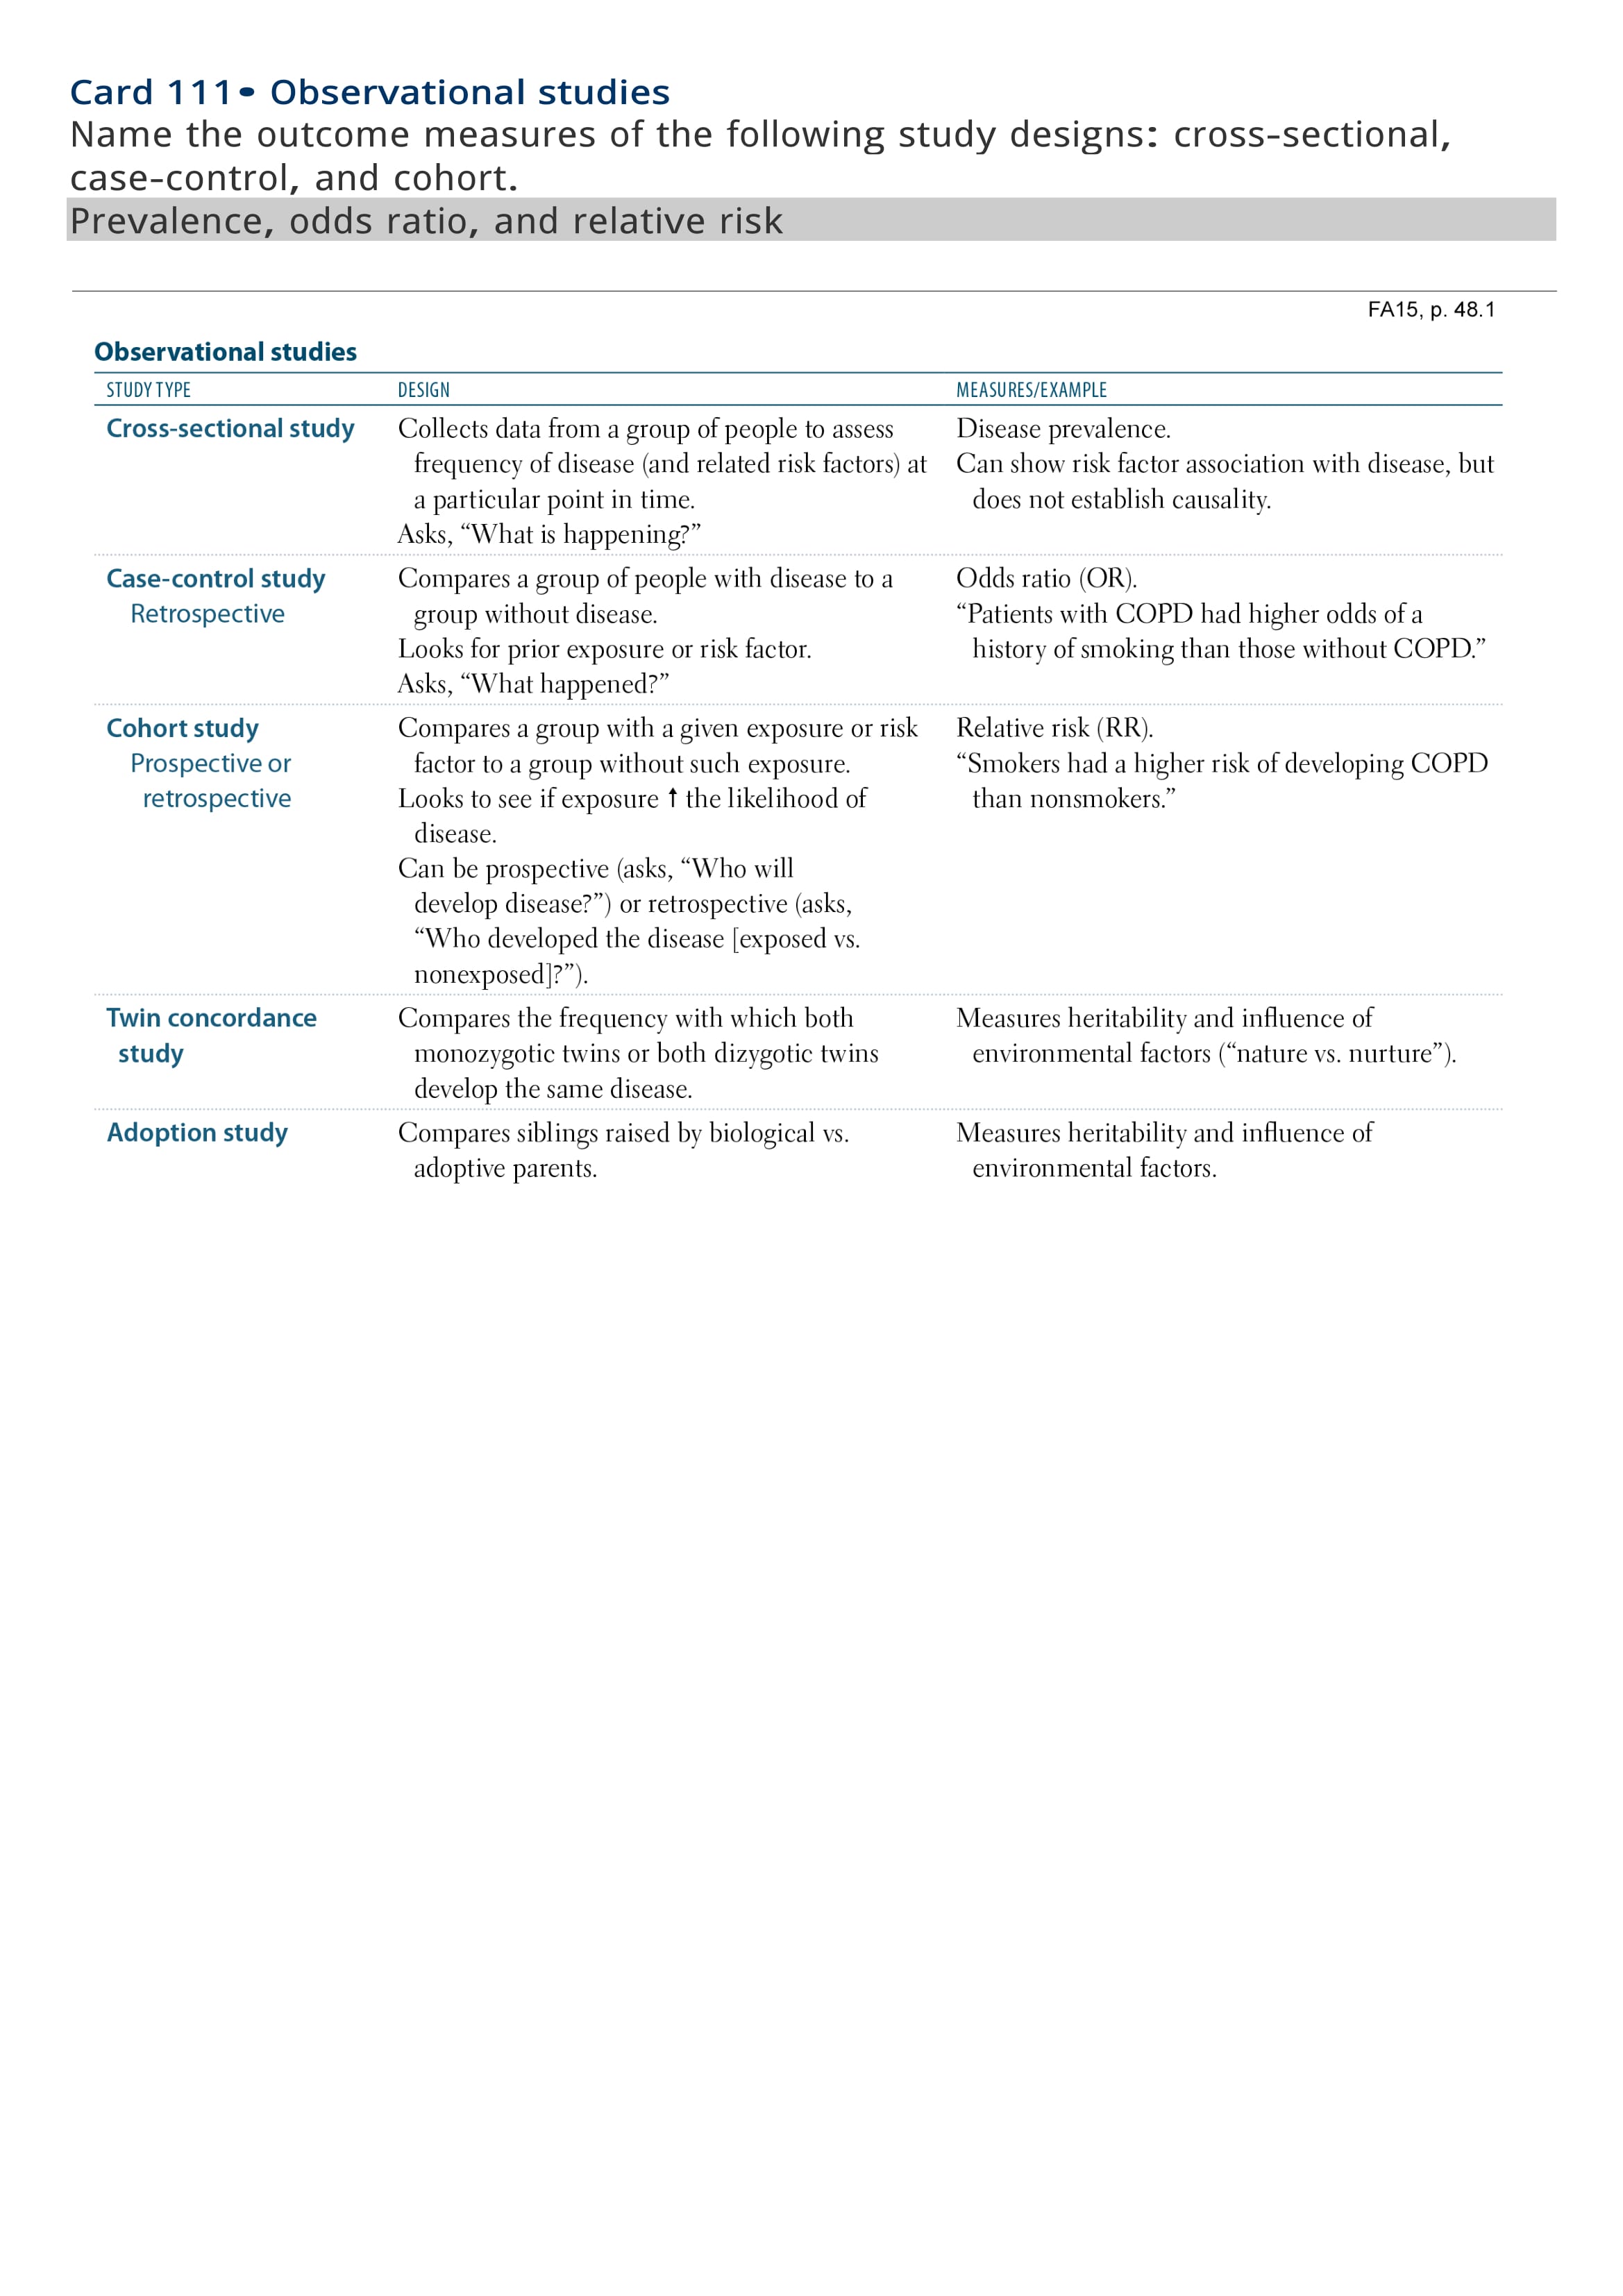 Card 111• Observational studies
Name the outcome measures of the following study designs: cross-sectional,
case-control, and cohort.
Prevalence, odds ratio, and relative risk
FA15, p. 48.1
Observational studies
STUDY TYPE DESIGN MEASURES/EXAMPLE
Cross-sectional study Collects data from a group of people to assess Disease prevalence.
frequency of disease (and related risk factors) at Can show risk factor association with disease, but
a particular point in time. does not establish causality.
Asks, “What is happening?”
Case-control study Compares a group of people with disease to a Odds ratio (OR).
Retrospective group without disease. “Patients with COPD had higher odds of a
Looks for prior exposure or risk factor. history of smoking than those without COPD.”
Asks, “What happened?”
Cohort study Compares a group with a given exposure or risk Relative risk (RR).
Prospective or factor to a group without such exposure. “Smokers had a higher risk of developing COPD
retrospective Looks to see if exposure ↑ the likelihood of than nonsmokers.”
disease.
Can be prospective (asks, “Who will
develop disease?”) or retrospective (asks,
“Who developed the disease [exposed vs.
nonexposed]?”).
Twin concordance Compares the frequency with which both Measures heritability and influence of
study monozygotic twins or both dizygotic twins environmental factors (“nature vs. nurture”).
develop the same disease.
Adoption study Compares siblings raised by biological vs. Measures heritability and influence of
adoptive parents. environmental factors.